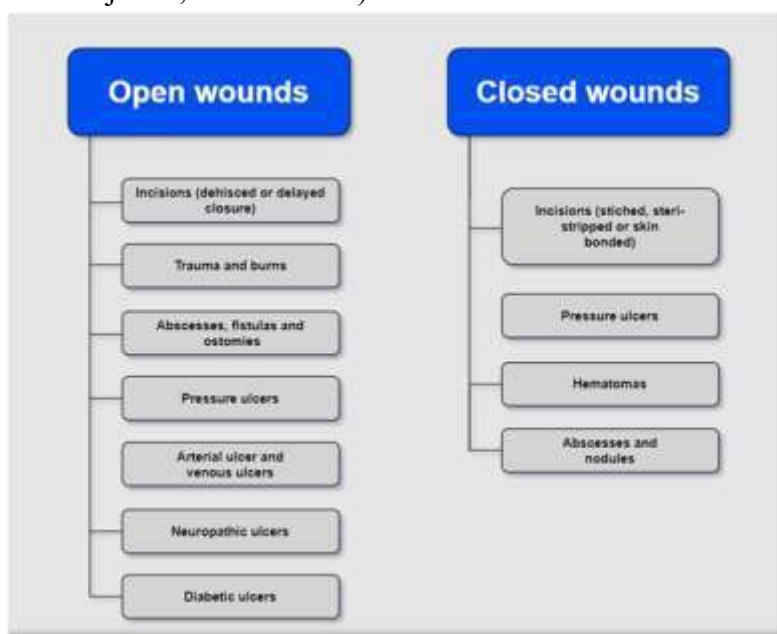 Open wounds
Incisions (dehisced or delayed
closure)
Trauma and burns
Abscesses, fistulas and
ostomies
Pressure ulcers
Arterial ulcer and
venous ulcers
Neuropathic ulcers
Diabetic ulcers
Closed wounds
Incisions (stiched, steri-
stripped or skin
bonded)
Pressure ulcers
Hematomas
Abscesses and
nodules